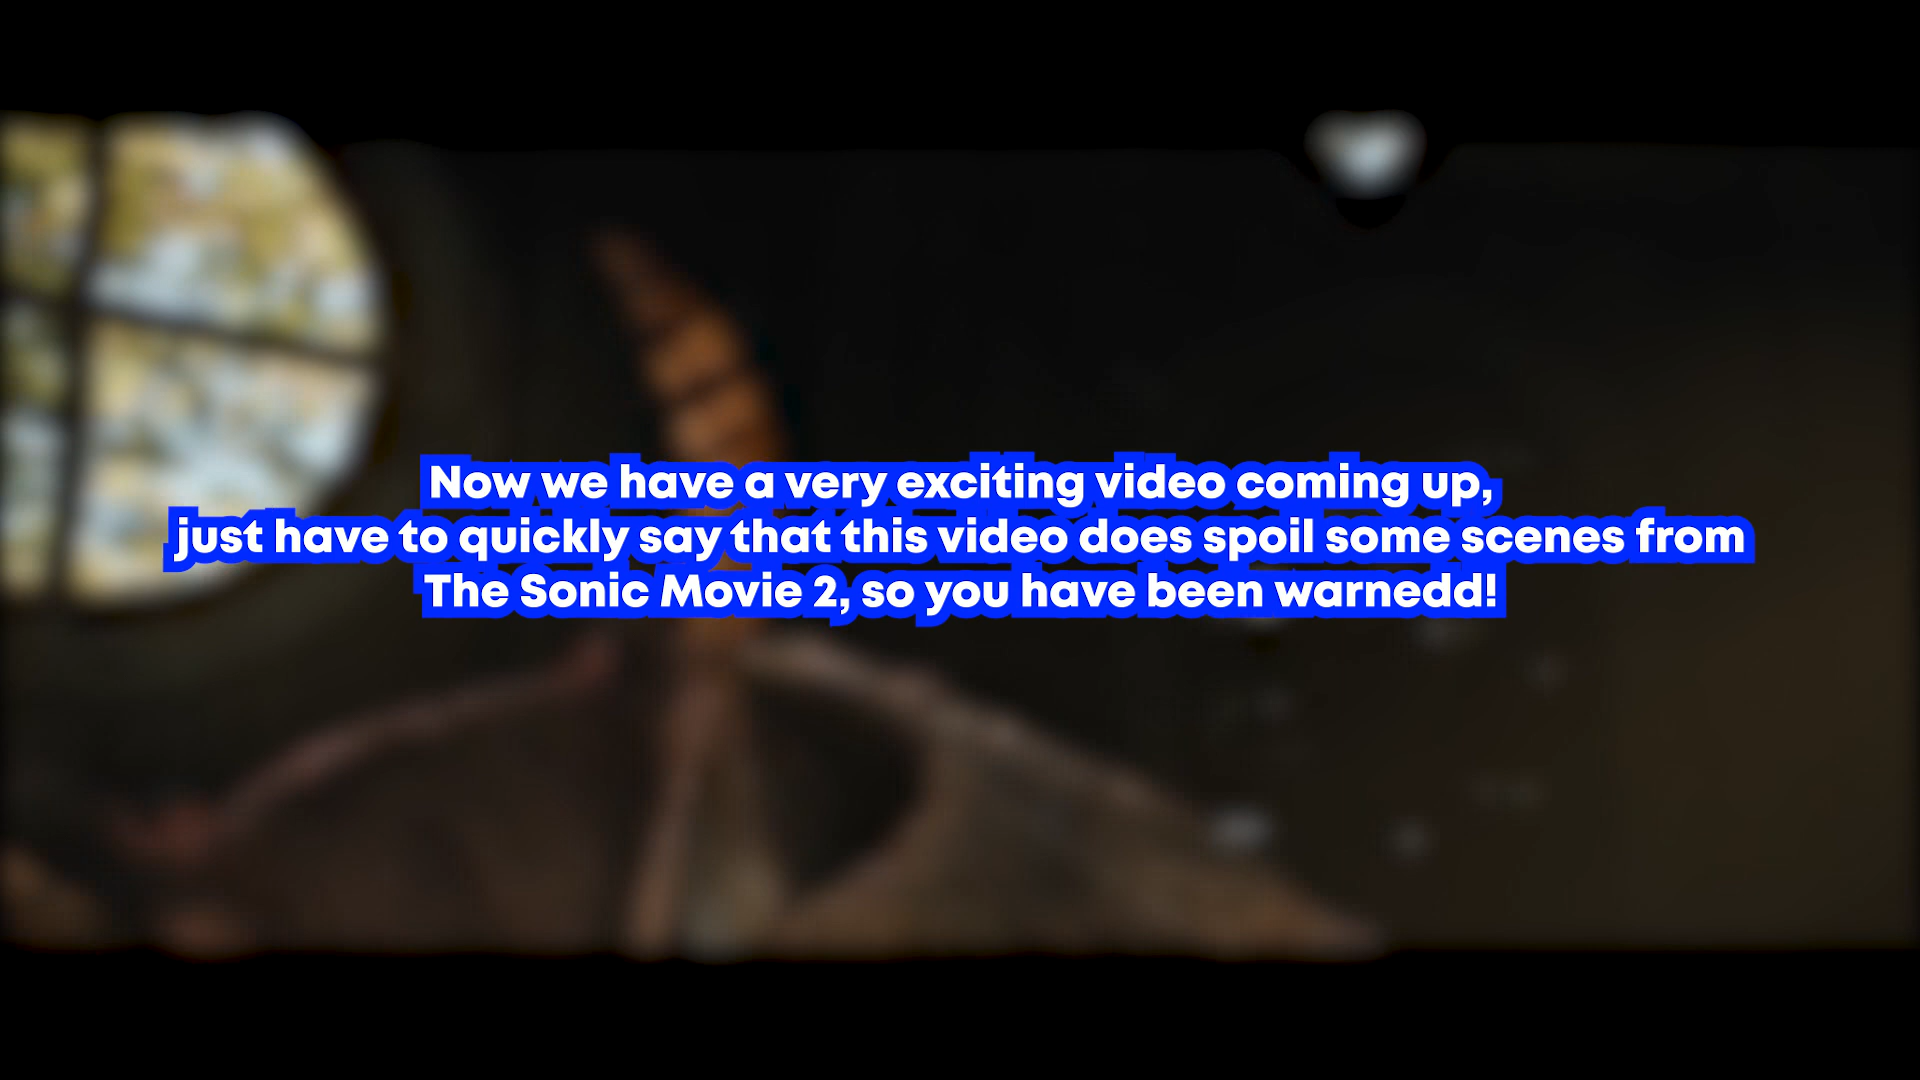 Now we have a very exciting video coming up,
just have to quickly say that this video does spoil some scenes from
The Sonic Movie 2, so you have been warnedd!